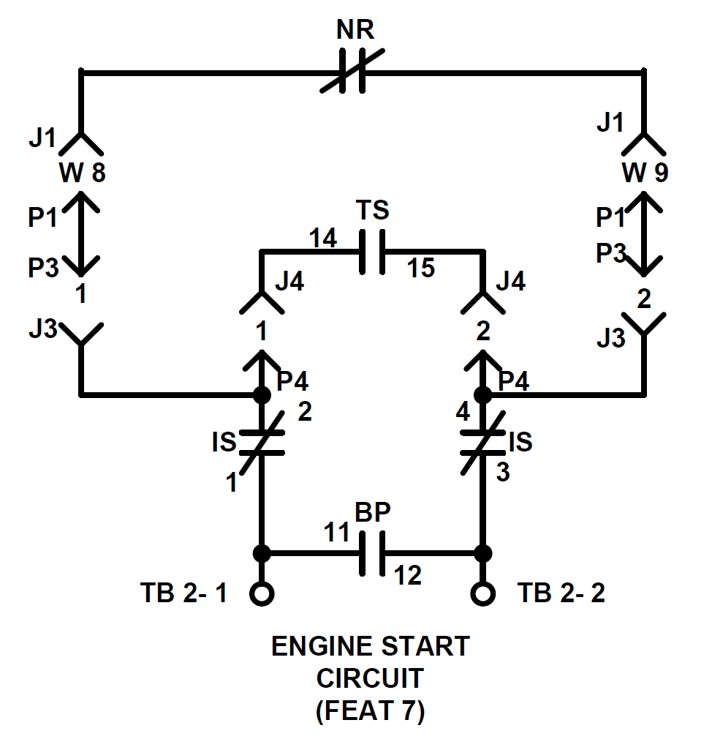 NR
J1
J1
W 8
W 9
P1
P1
TS
14
15
P3
P3
1
J4
J4
2
J3
1
2
J3
P4
P4
2
4
IS
IS
1
3
BP
11
12
TB 2- 1
TB 2- 2
ENGINE START
CIRCUIT
(FEAT 7)